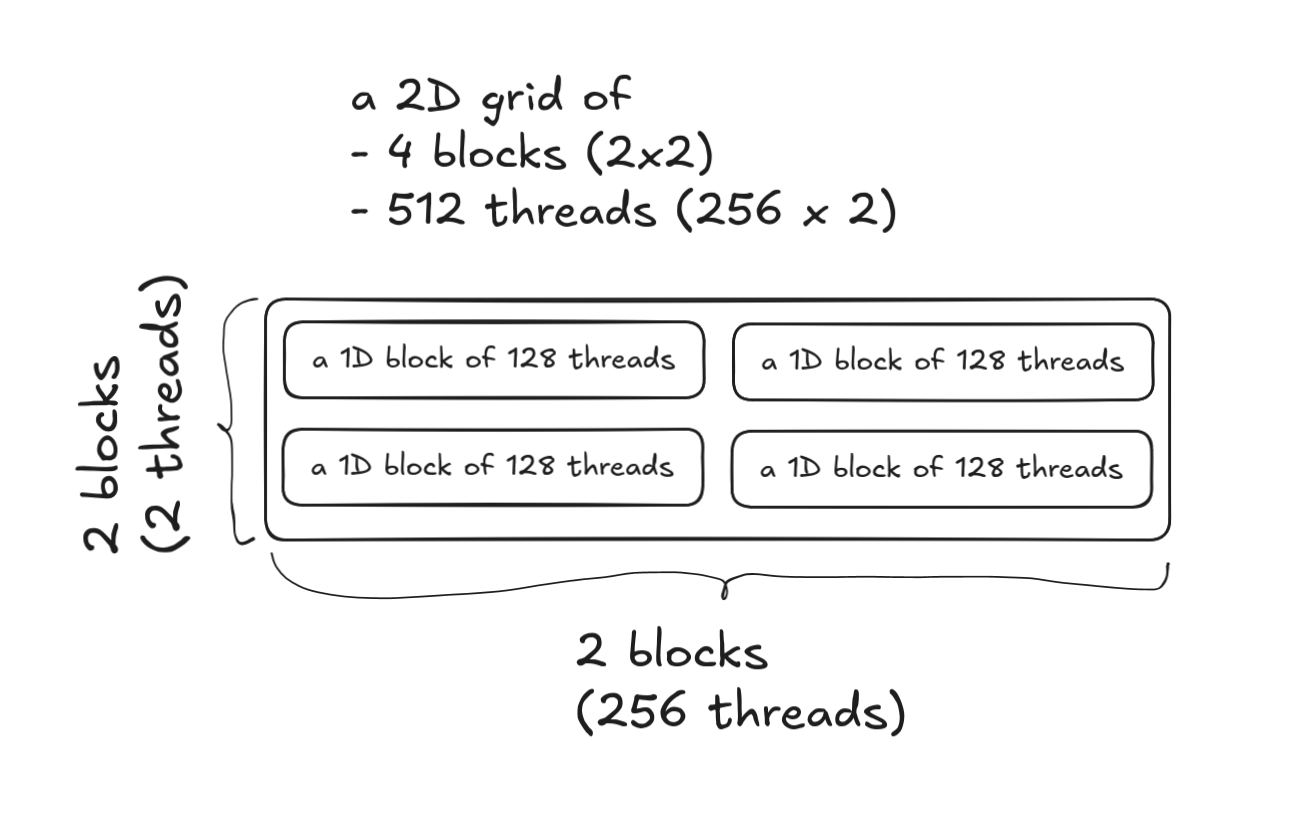 a 2D grid of
- 4 blocks (2x2)
- 512 threads (256 x 2)
2 blocks
(2 threads)
a 1D block of 128 threads
a 1D block of 128 threads
a 1D block of 128 threads
a 1D block of 128 threads
2 blocks
(256 threads)